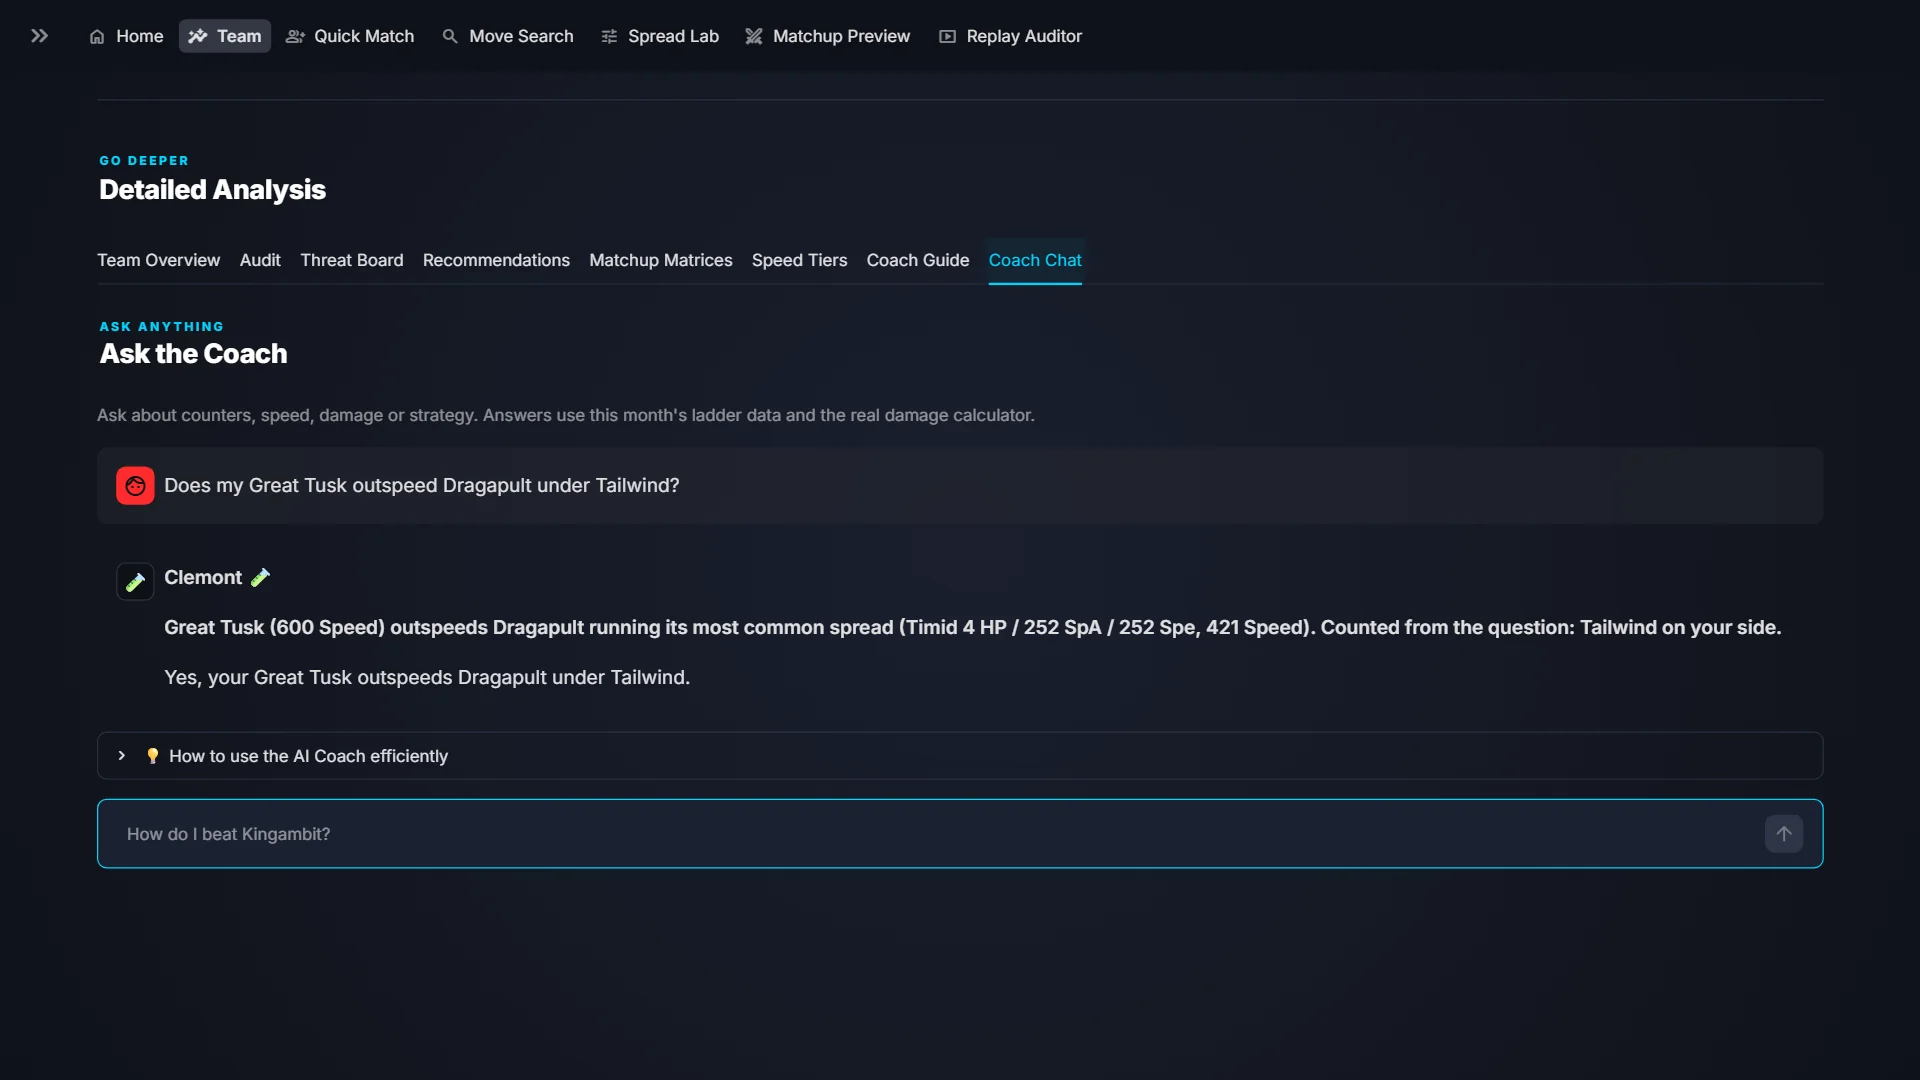 Home Team Quick Match Move Search Spread Lab Matchup Preview Replay Auditor
GO DEEPER
Detailed Analysis
Team Overview Audit Threat Board Recommendations Matchup Matrices Speed Tiers Coach Guide Coach Chat
ASK ANYTHING
Ask the Coach
Ask about counters, speed, damage or strategy. Answers use this month's ladder data and the real damage calculator.
Does my Great Tusk outspeed Dragapult under Tailwind?
Clemont
Great Tusk (600 Speed) outspeeds Dragapult running its most common spread (Timid 4 HP / 252 SpA / 252 Spe, 421 Speed). Counted from the question: Tailwind on your side.
Yes, your Great Tusk outspeeds Dragapult under Tailwind.
How to use the AI Coach efficiently
How do I beat Kingambit?